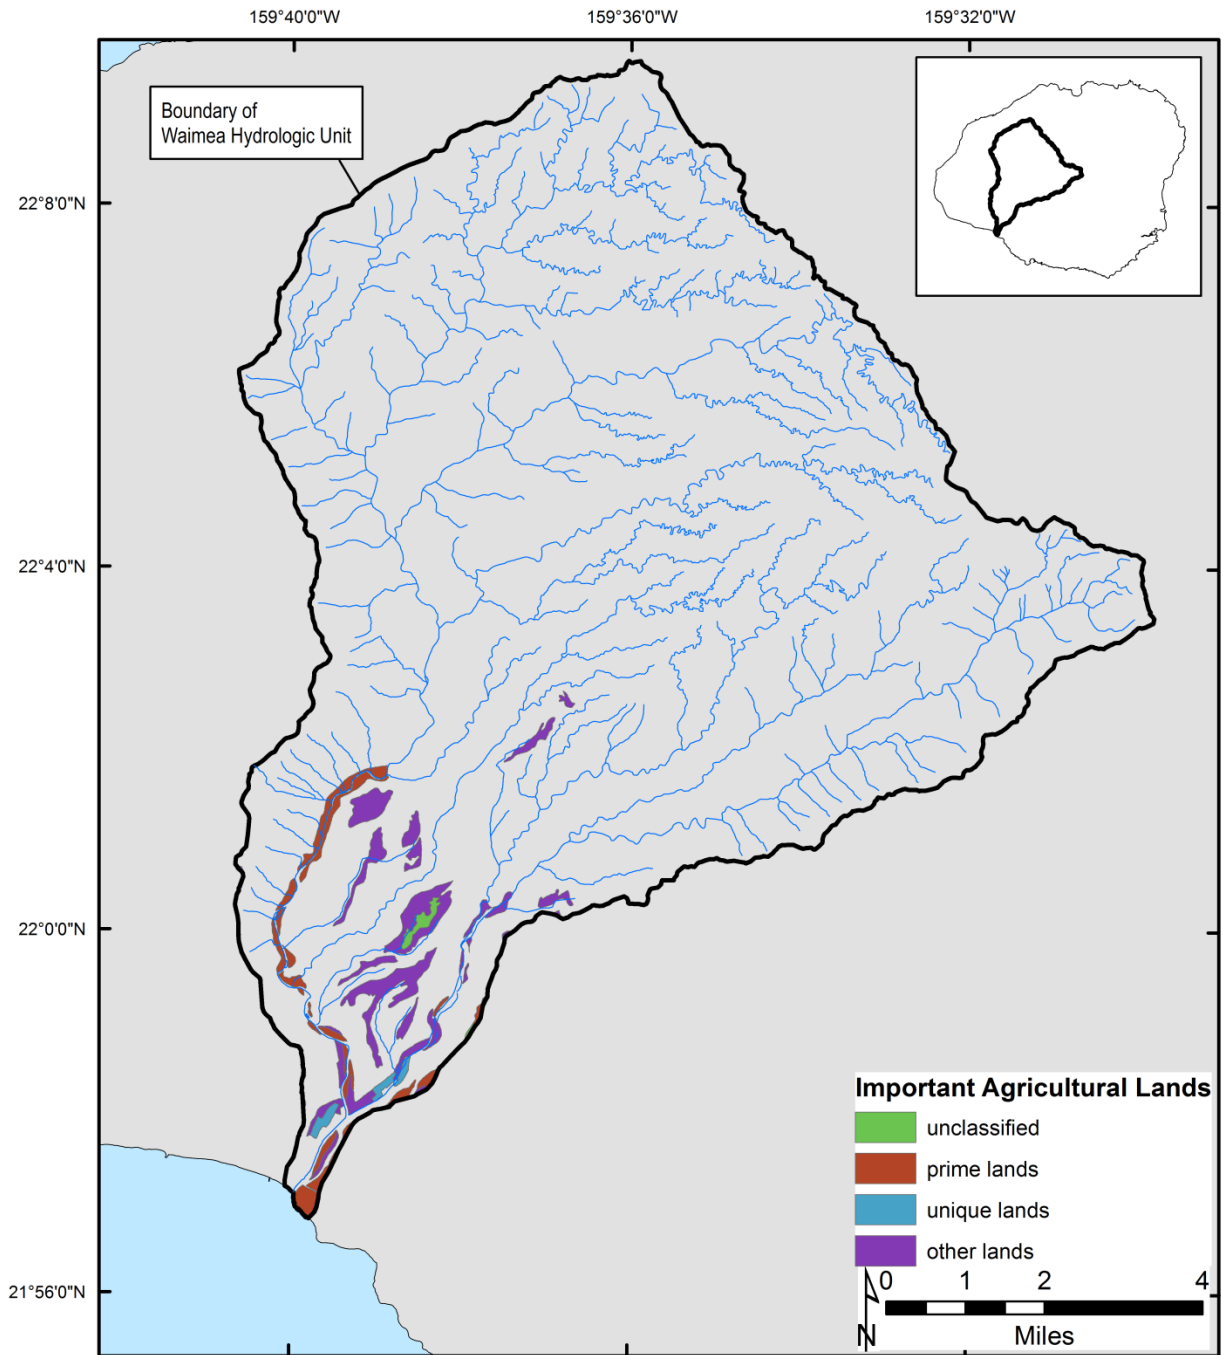 159°40'0"W
159°36'0"W
159°32'0"W
Boundary of
Waimea Hydrologic Unit
22°8'0"N
22°4'0"N
22°0'0"N
21°56'0"N
Important Agricultural Lands
unclassified
prime lands
unique lands
other lands
0 1 2 4
N
Miles